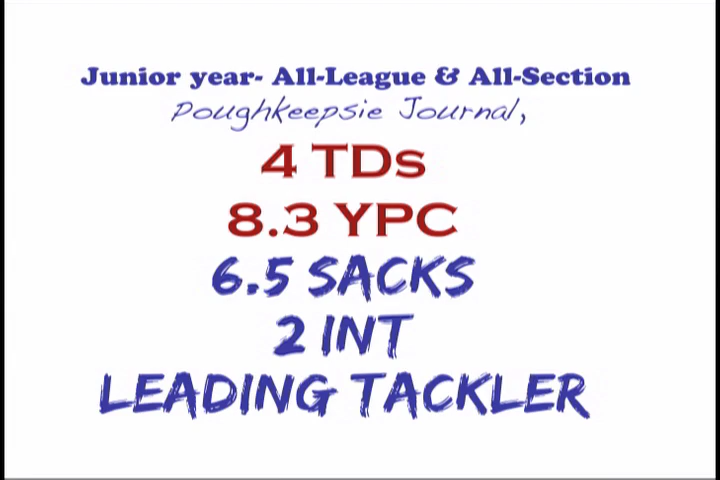 Junior year- All-League & All-Section
Poughkeepsie Journal,
4 TDs
8.3 YPC
6.5 SACKS
2 INT
LEADING TACKLER